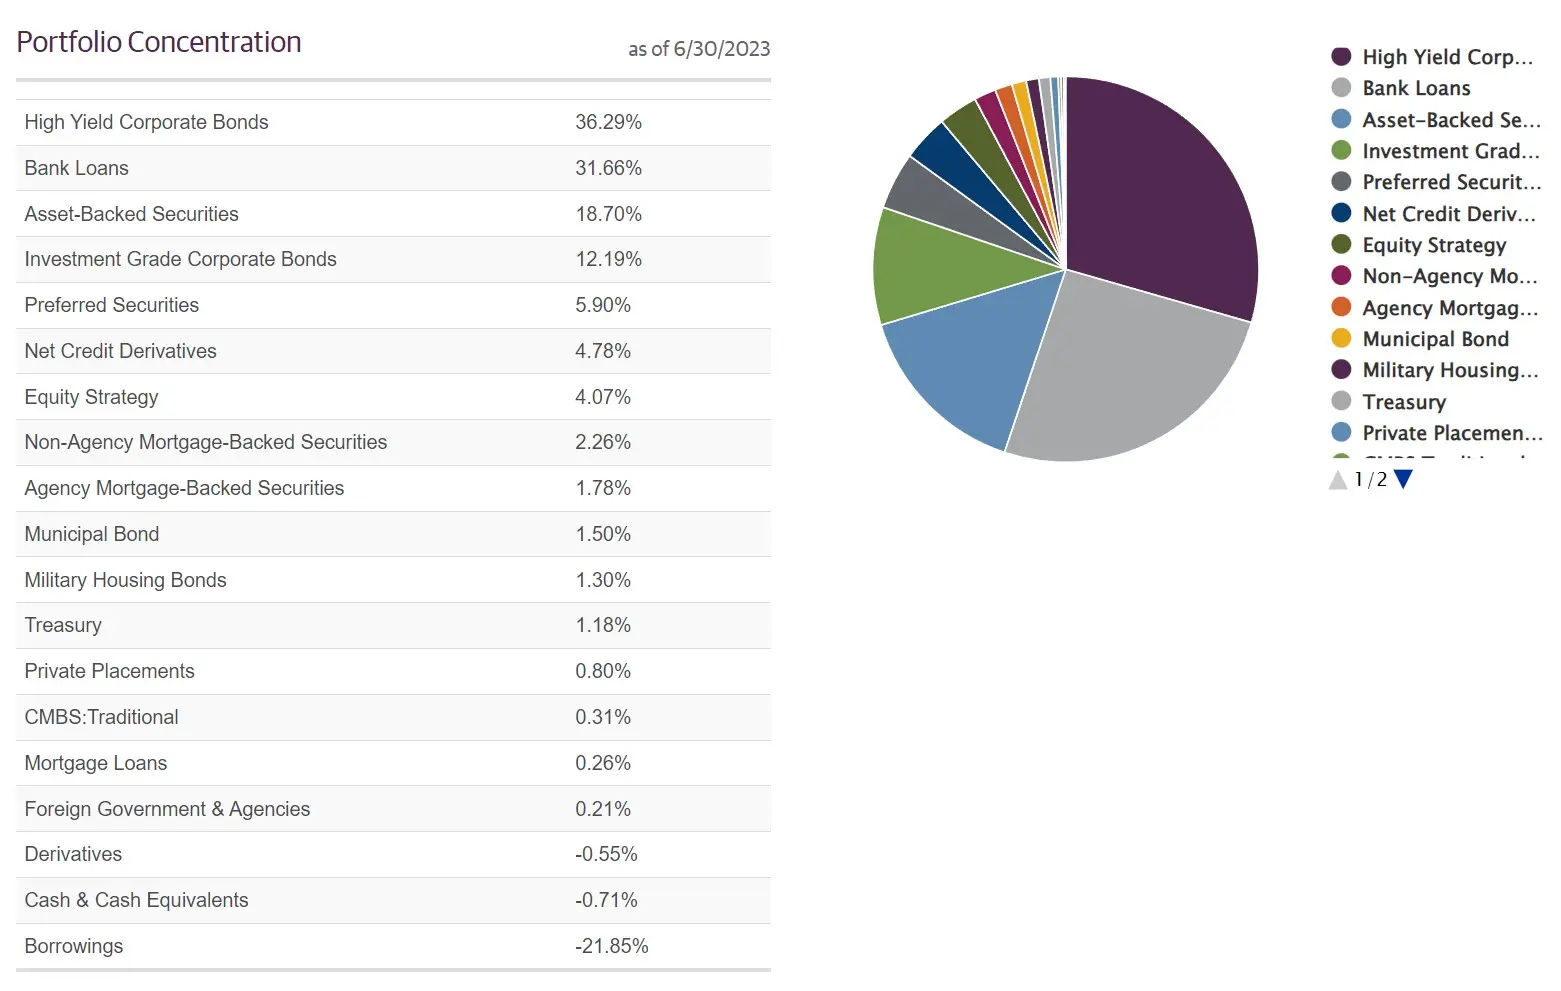 Portfolio Concentration as of 6/30/2023
High Yield Corporate Bonds 36.29%
Bank Loans 31.66%
Asset-Backed Securities 18.70%
Investment Grade Corporate Bonds 12.19%
Preferred Securities 5.90%
Net Credit Derivatives 4.78%
Equity Strategy 4.07%
Non-Agency Mortgage-Backed Securities 2.26%
Agency Mortgage-Backed Securities 1.78%
Municipal Bond 1.50%
Military Housing Bonds 1.30%
Treasury 1.18%
Private Placements 0.80%
CMBS:Traditional 0.31%
Mortgage Loans 0.26%
Foreign Government & Agencies 0.21%
Derivatives -0.55%
Cash & Cash Equivalents -0.71%
Borrowings -21.85%
High Yield Corp...
Bank Loans
Asset-Backed Se...
Investment Grad...
Preferred Securit...
Net Credit Deriv...
Equity Strategy
Non-Agency Mo...
Agency Mortgag...
Municipal Bond
Military Housing...
Treasury
Private Placemen...
1/2